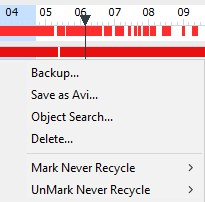 04 05 06 07 08 09
Backup...
Save as Avi...
Object Search...
Delete...
Mark Never Recycle >
UnMark Never Recycle >